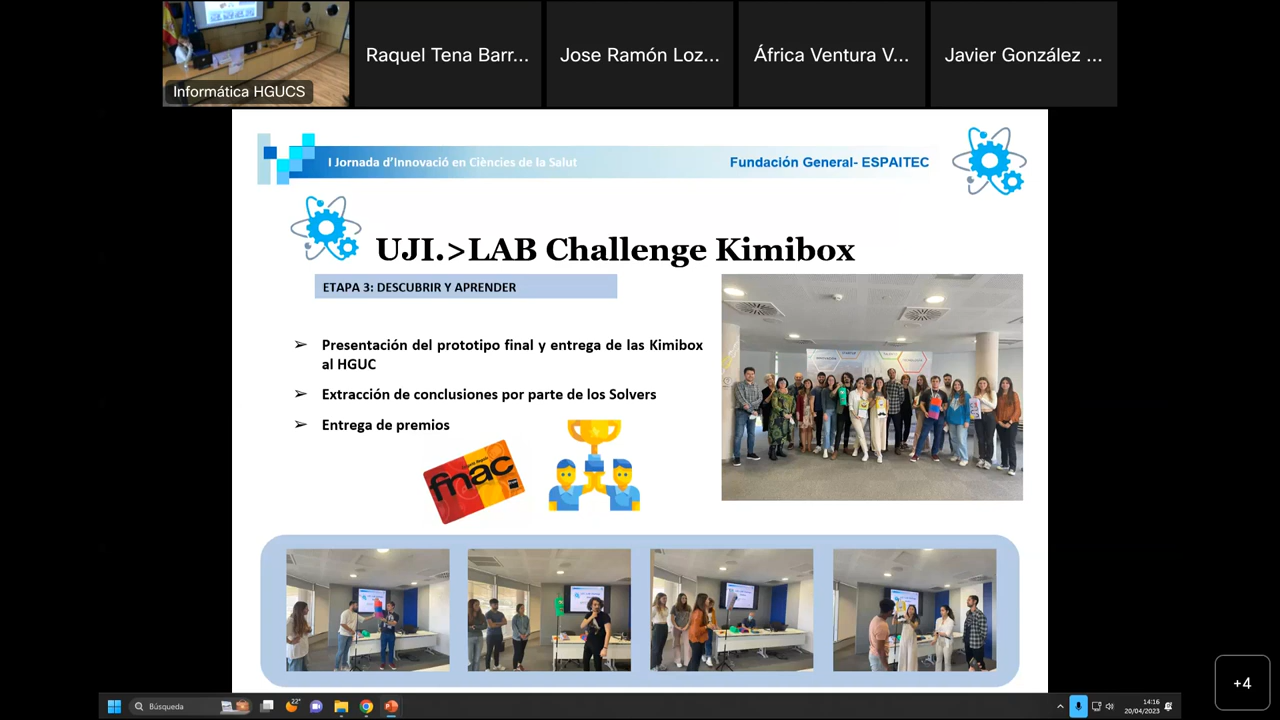 Informática HGUCS
Raquel Tena Barr...
Jose Ramón Loz...
África Ventura V...
Javier González ...
I Jornada d'Innovació en Ciències de la Salut
Fundación General- ESPAITEC
UJI.>LAB Challenge Kimibox
ETAPA 3: DESCUBRIR Y APRENDER
➢ Presentación del prototipo final y entrega de las Kimibox
al HGUC
➢ Extracción de conclusiones por parte de los Solvers
➢ Entrega de premios
fnac
Búsqueda
22°
14:16
20/04/2023
+4